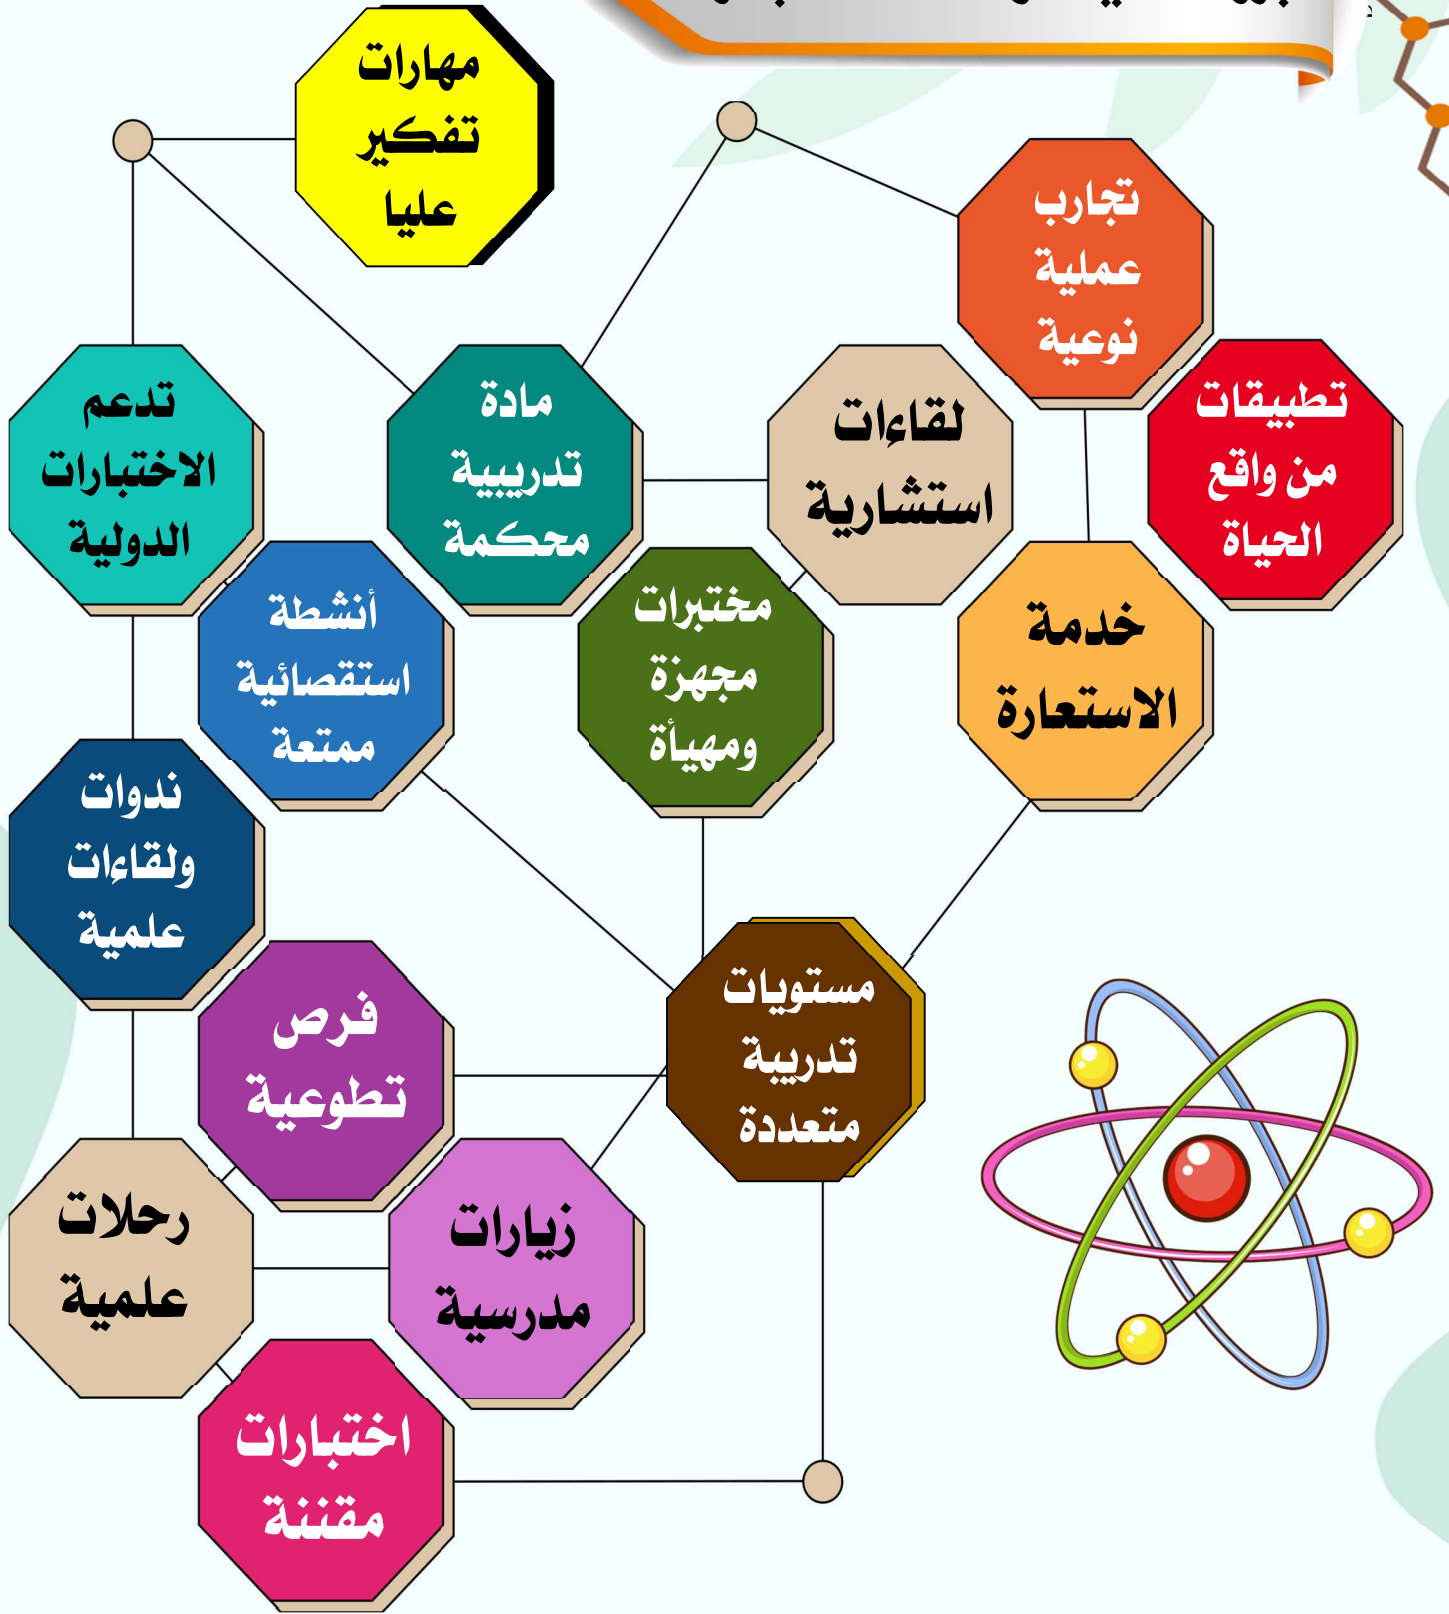 مهارات
تفكير
عليا
تجارب
عملية
نوعية
تطبيقات
من واقع
الحياة
لقاءات
استشارية
مادة
تدريبية
محكمة
تدعم
الاختبارات
الدولية
خدمة
الاستعارة
مختبرات
مجهزة
ومهيأة
أنشطة
استقصائية
ممتعة
ندوات
ولقاءات
علمية
مستويات
تدريبة
متعددة
فرص
تطوعية
زيارات
مدرسية
رحلات
علمية
اختبارات
مقننة